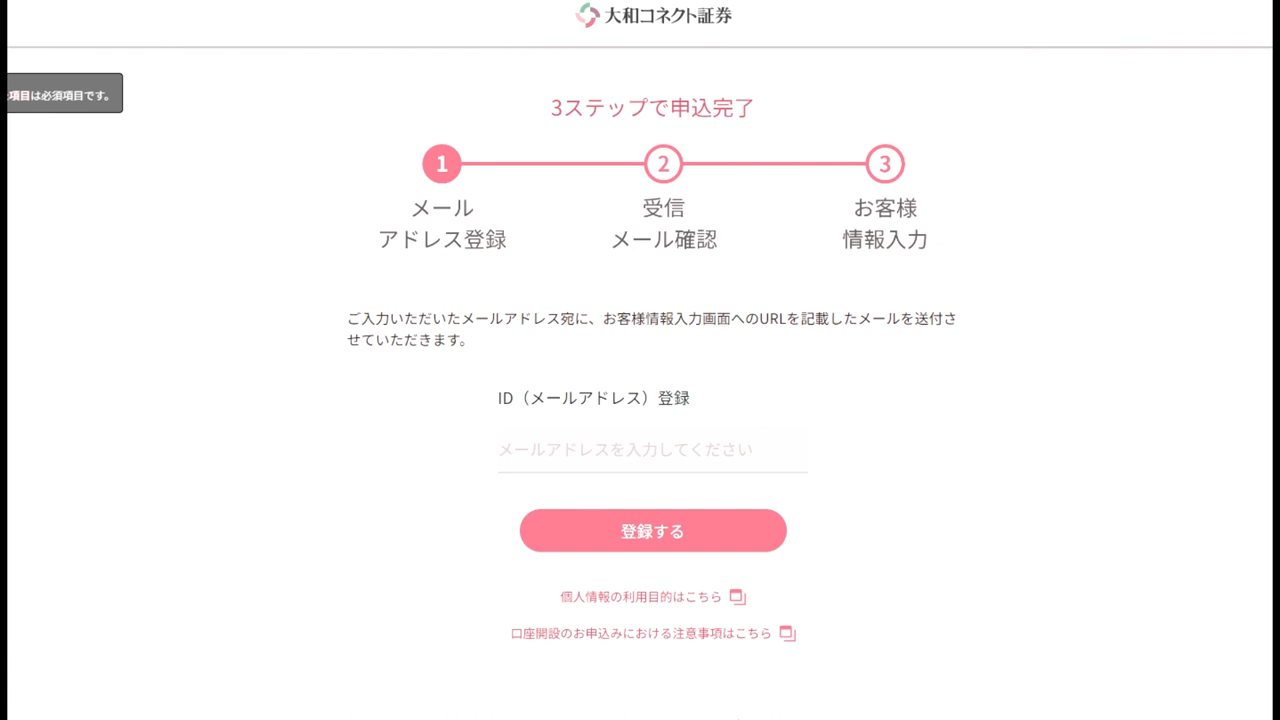 大和コネクト証券
項目は必須項目です。
3ステップで申込完了
1
2
3
メール
アドレス登録
受信
メール確認
お客様
情報入力
ご入力いただいたメールアドレス宛に、お客様情報入力画面へのURLを記載したメールを送付さ
せていただきます。
ID（メールアドレス）登録
メールアドレスを入力してください
登録する
個人情報の利用目的はこちら
口座開設のお申込みにおける注意事項はこちら